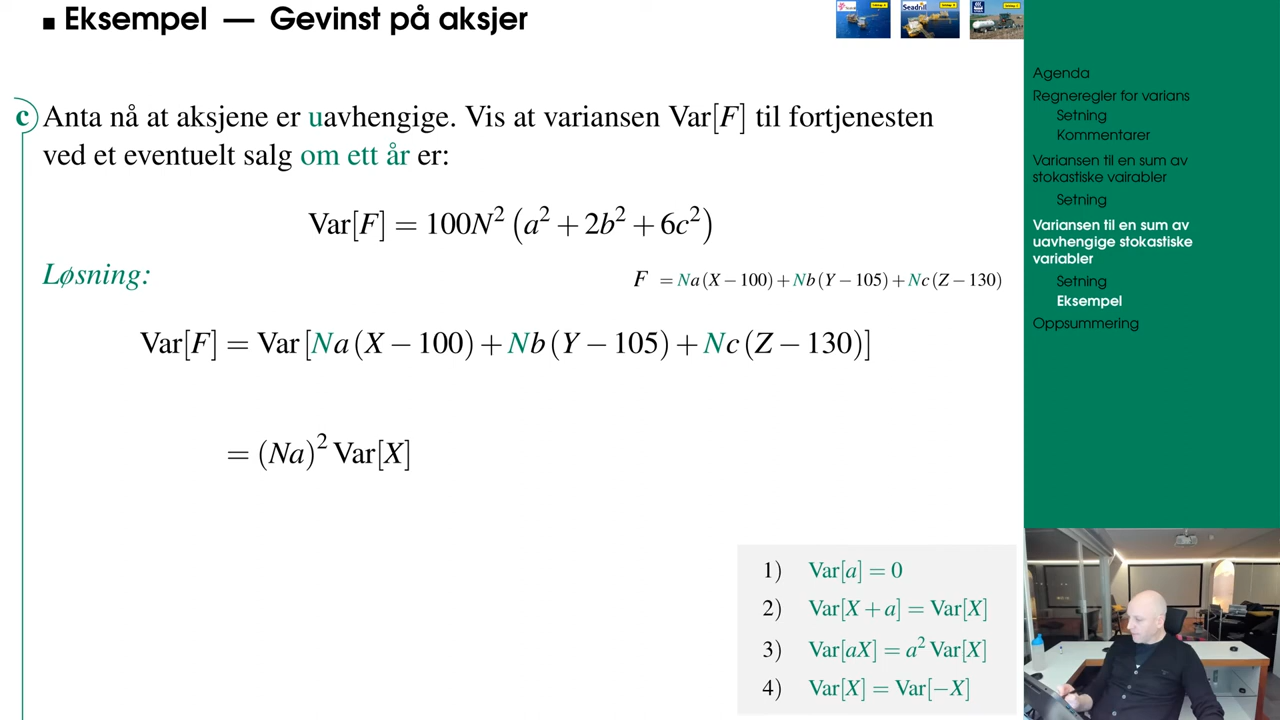 Eksempel — Gevinst på aksjer
Seadrill
c Anta nå at aksjene er uavhengige. Vis at variansen Var[F] til fortjenesten
ved et eventuelt salg om ett år er:
Var[F] = 100N² (a² + 2b² + 6c²)
Løsning:
F = Na(X − 100) + Nb(Y − 105) + Nc(Z − 130)
Var[F] = Var[Na(X − 100) + Nb(Y − 105) + Nc(Z − 130)]
= (Na)² Var[X]
1) Var[a] = 0
2) Var[X + a] = Var[X]
3) Var[aX] = a² Var[X]
4) Var[X] = Var[−X]
Agenda
Regneregler for varians
Setning
Kommentarer
Variansen til en sum av
stokastiske vairabler
Setning
Variansen til en sum av
uavhengige stokastiske
variabler
Setning
Eksempel
Oppsummering